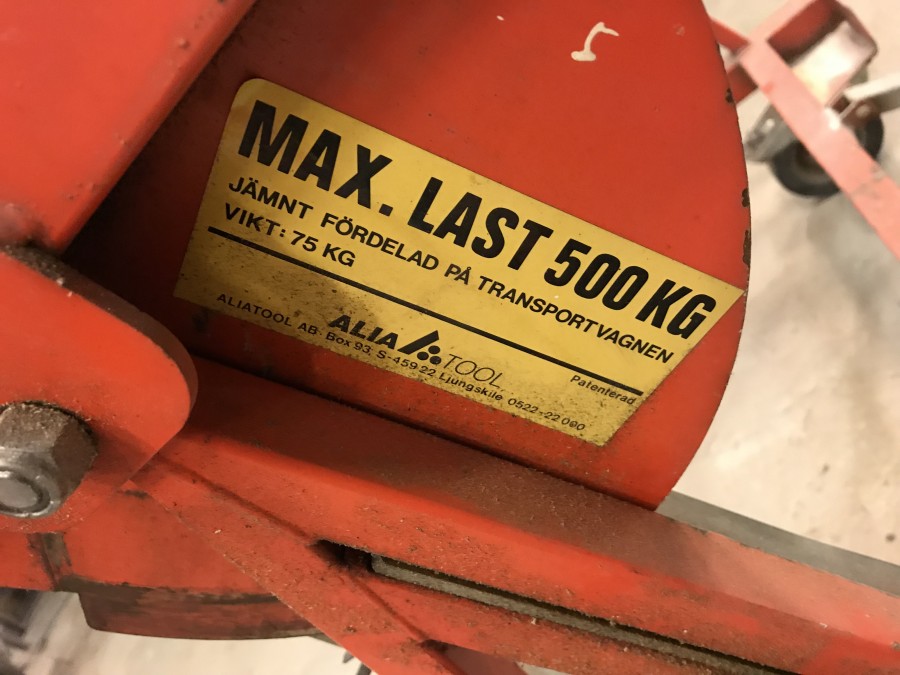 MAX. LAST 500 KG
JÄMNT FÖRDELAD PÅ TRANSPORTVAGNEN
VIKT: 75 KG
ALIA TOOL
Patenterad
ALIATOOL AB· Box 93, S-459 22 Ljungskile 0522-22 000